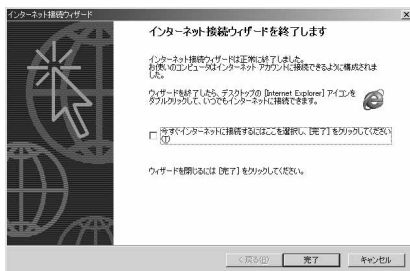 インターネット接続ウィザード
インターネット接続ウィザードを終了します
インターネット接続ウィザードは正常に終了しました。
お使いのコンピュータはインターネット アカウントに接続できるように構成されま
した。
ウィザードを終了したら、デスクトップの [Internet Explorer] アイコンを
ダブルクリックして、いつでもインターネットに接続できます。
今すぐインターネットに接続するにはここを選択し、[完了] をクリックしてください
(T)
ウィザードを閉じるには [完了] をクリックしてください。
< 戻る(B) 完了 キャンセル